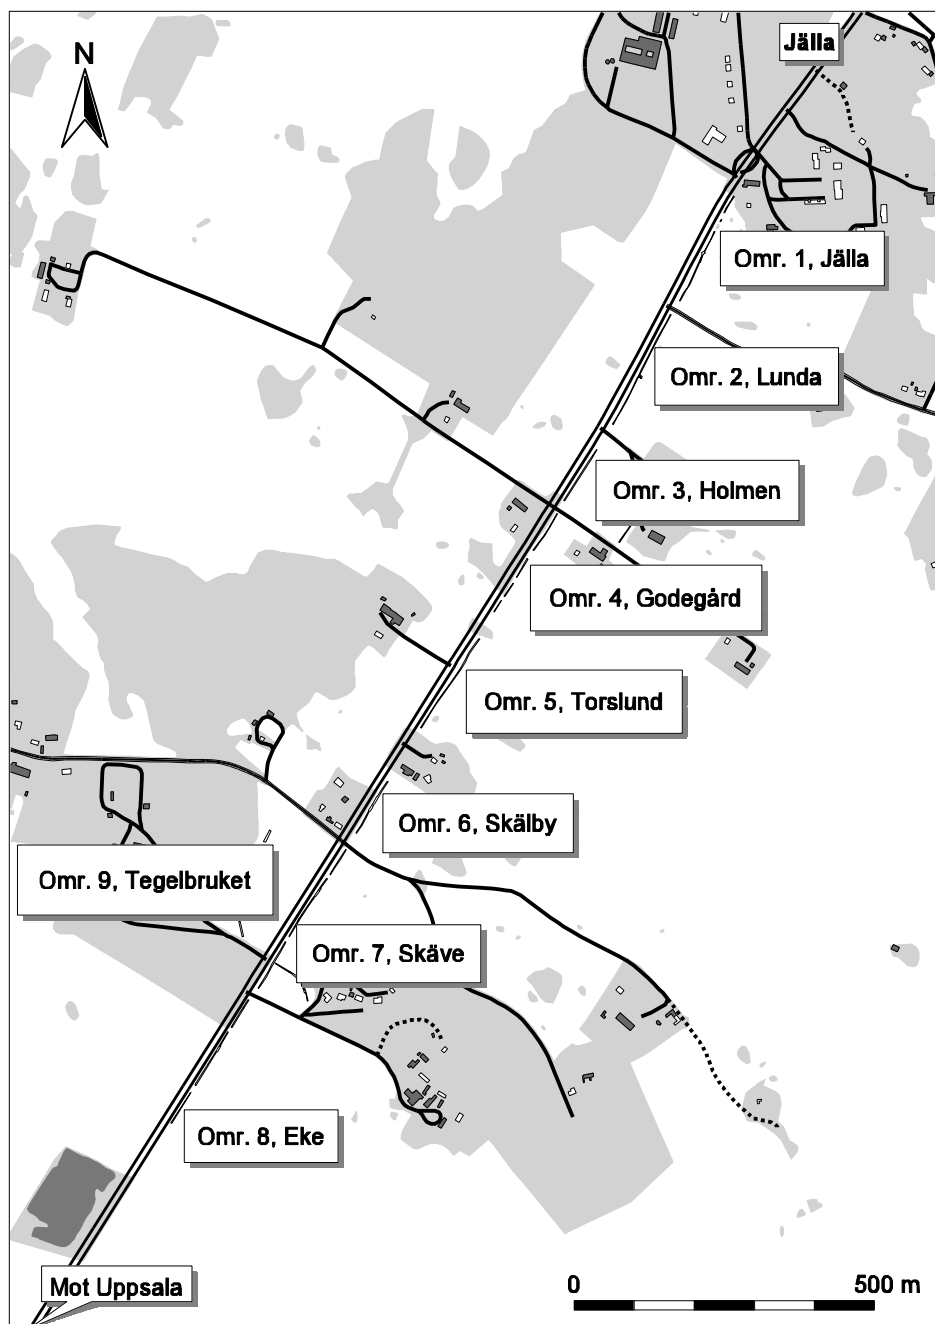 Jälla
N
Omr. 1, Jälla
Omr. 2, Lunda
Omr. 3, Holmen
Omr. 4, Godegård
Omr. 5, Torslund
Omr. 6, Skälby
Omr. 9, Tegelbruket
Omr. 7, Skäve
Omr. 8, Eke
Mot Uppsala
0 500 m